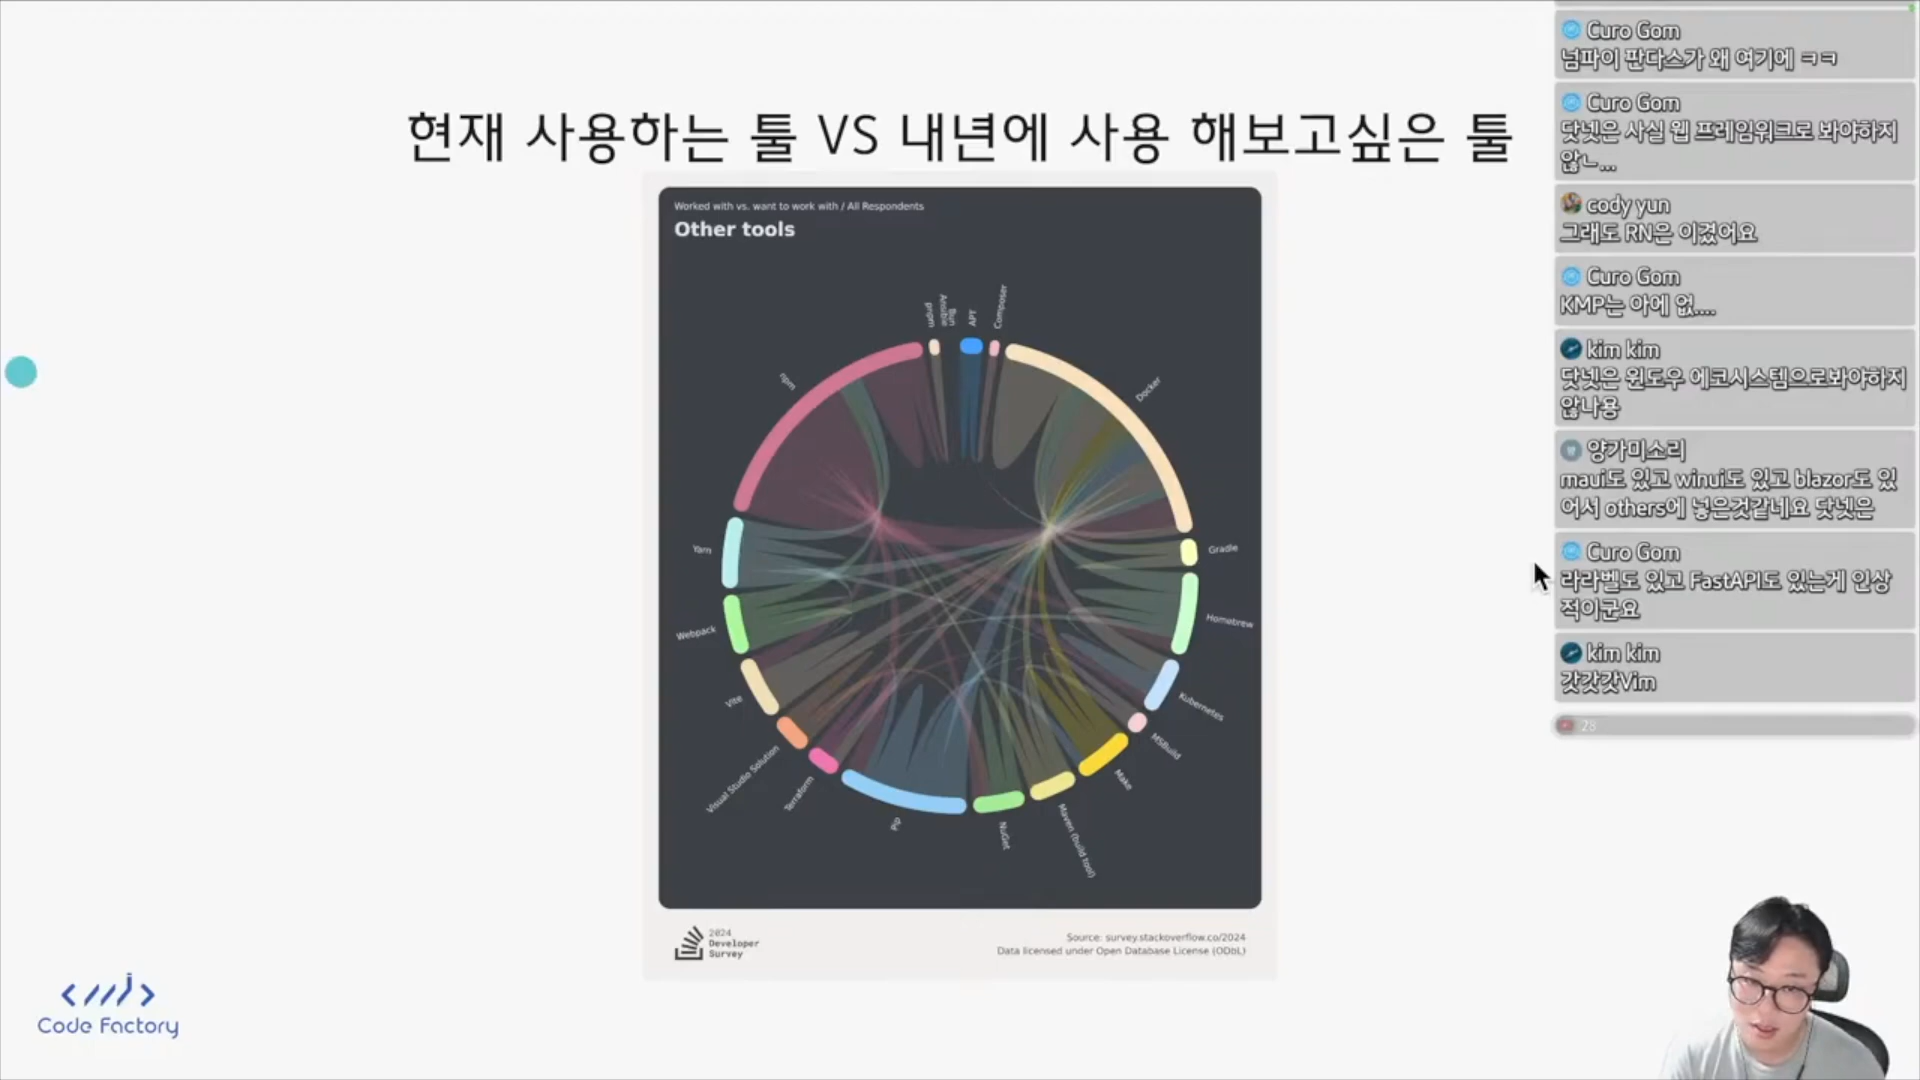 현재 사용하는 툴 VS 내년에 사용 해보고싶은 툴
Worked with vs. want to work with / All Respondents
Other tools
pnpm
Ansible
Bun
APT
Composer
npm
Docker
Yarn
Gradle
Webpack
Homebrew
Vite
Kubernetes
Visual Studio Solution
MSBuild
Terraform
Make
Pip
NuGet
Maven (build tool)
2024
Developer
Survey
Source: survey.stackoverflow.co/2024
Data licensed under Open Database License (ODbL)
Code Factory
Curo Gom
넘파이 판다스가 왜 여기에 ㅋㅋ
Curo Gom
닷넷은 사실 웹 프레임워크로 봐야하지
않ㄴ...
cody yun
그래도 RN은 이겼어요
Curo Gom
KMP는 아에 없....
kim kim
닷넷은 윈도우 에코시스템으로봐야하지
않나용
양가미소리
maui도 있고 winui도 있고 blazor도 있
어서 others에 넣은것같네요 닷넷은
Curo Gom
라라벨도 있고 FastAPI도 있는게 인상
적이군요
kim kim
갓갓갓Vim
28